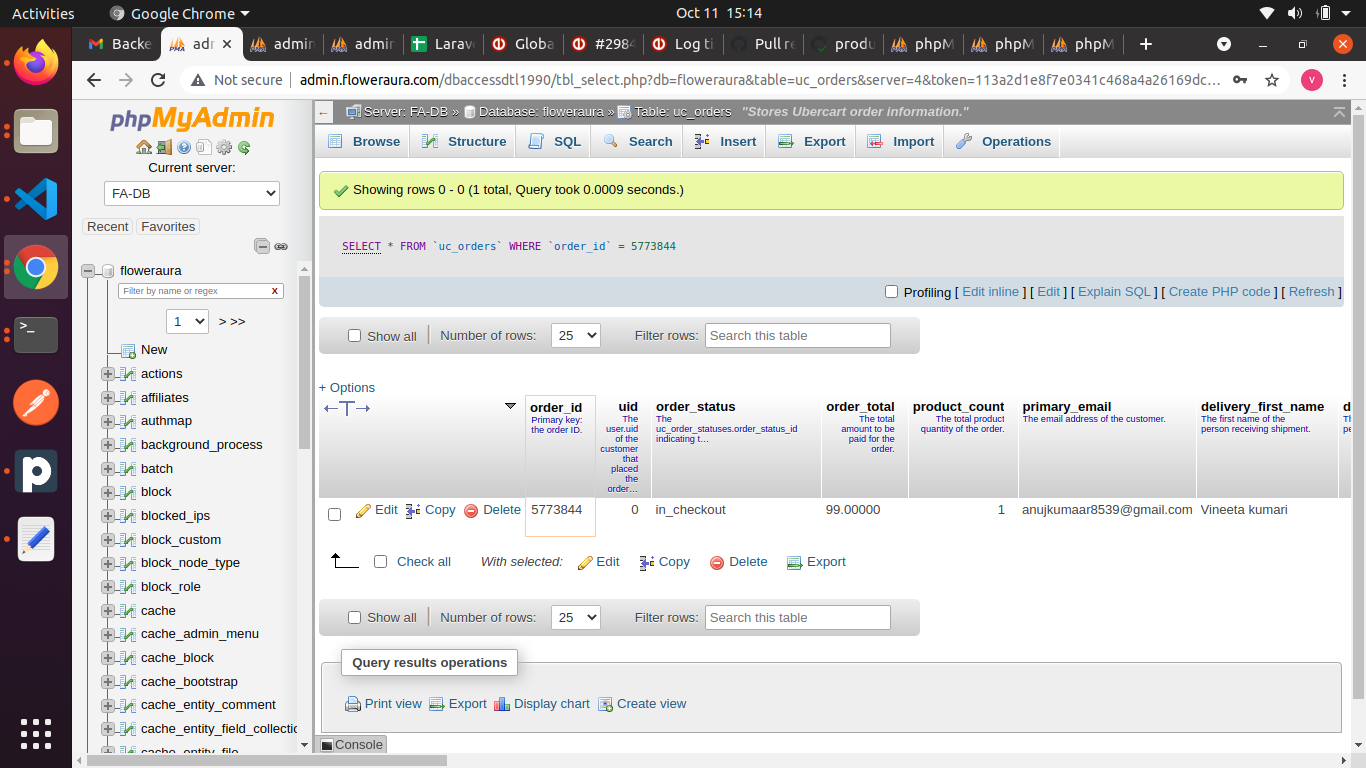 Activities
Google Chrome
Oct 11 15:14
Backe
adr
admin
admin
Larave
Globa
#2984
Log ti
Pull re
produ
phpM
phpM
phpM
Not secure
admin.floweraura.com/dbaccessdtl1990/tbl_select.php?db=floweraura&table=uc_orders&server=4&token=113a2d1e8f7e0341c468a4a26169dc…
V
phpMyAdmin
Current server:
FA-DB
Recent
Favorites
floweraura
Filter by name or regex
X
1
> >>
New
actions
affiliates
authmap
background_process
batch
block
blocked_ips
block_custom
block_node_type
block_role
cache
cache_admin_menu
cache_block
cache_bootstrap
cache_entity_comment
cache_entity_field_collectio
cache_entity_file
Server: FA-DB » Database: floweraura » Table: uc_orders "Stores Ubercart order information."
Browse
Structure
SQL
Search
Insert
Export
Import
Operations
Showing rows 0 - 0 (1 total, Query took 0.0009 seconds.)
SELECT * FROM `uc_orders` WHERE `order_id` = 5773844
Profiling [ Edit inline ] [ Edit ] [ Explain SQL ] [ Create PHP code ] [ Refresh ]
Show all
Number of rows:
25
Filter rows:
Search this table
+ Options
order_id
Primary key:
the order ID.
uid
The
user.uid
of the
customer
that
placed
the
order…
order_status
The
uc_order_statuses.order_status_id
indicating t…
order_total
The total
amount to be
paid for the
order.
product_count
The total product
quantity of the order.
primary_email
The email address of the customer.
delivery_first_name
The first name of the
person receiving shipment.
d
Th
pe
Edit
Copy
Delete
5773844
0
in_checkout
99.00000
1
anujkumaar8539@gmail.com
Vineeta kumari
Check all
With selected:
Edit
Copy
Delete
Export
Show all
Number of rows:
25
Filter rows:
Search this table
Query results operations
Print view
Export
Display chart
Create view
Console